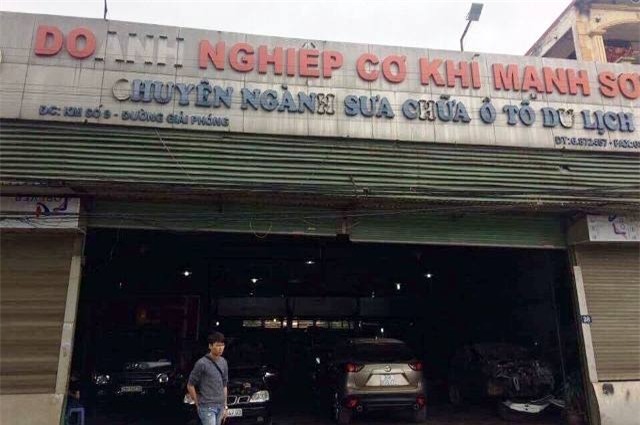 DOANH NGHIỆP CƠ KHÍ MẠNH SƠ
CHUYÊN NGÀNH SỬA CHỮA Ô TÔ DU LỊCH
ĐC: KM SỐ 9 - ĐƯỜNG GIẢI PHÓNG